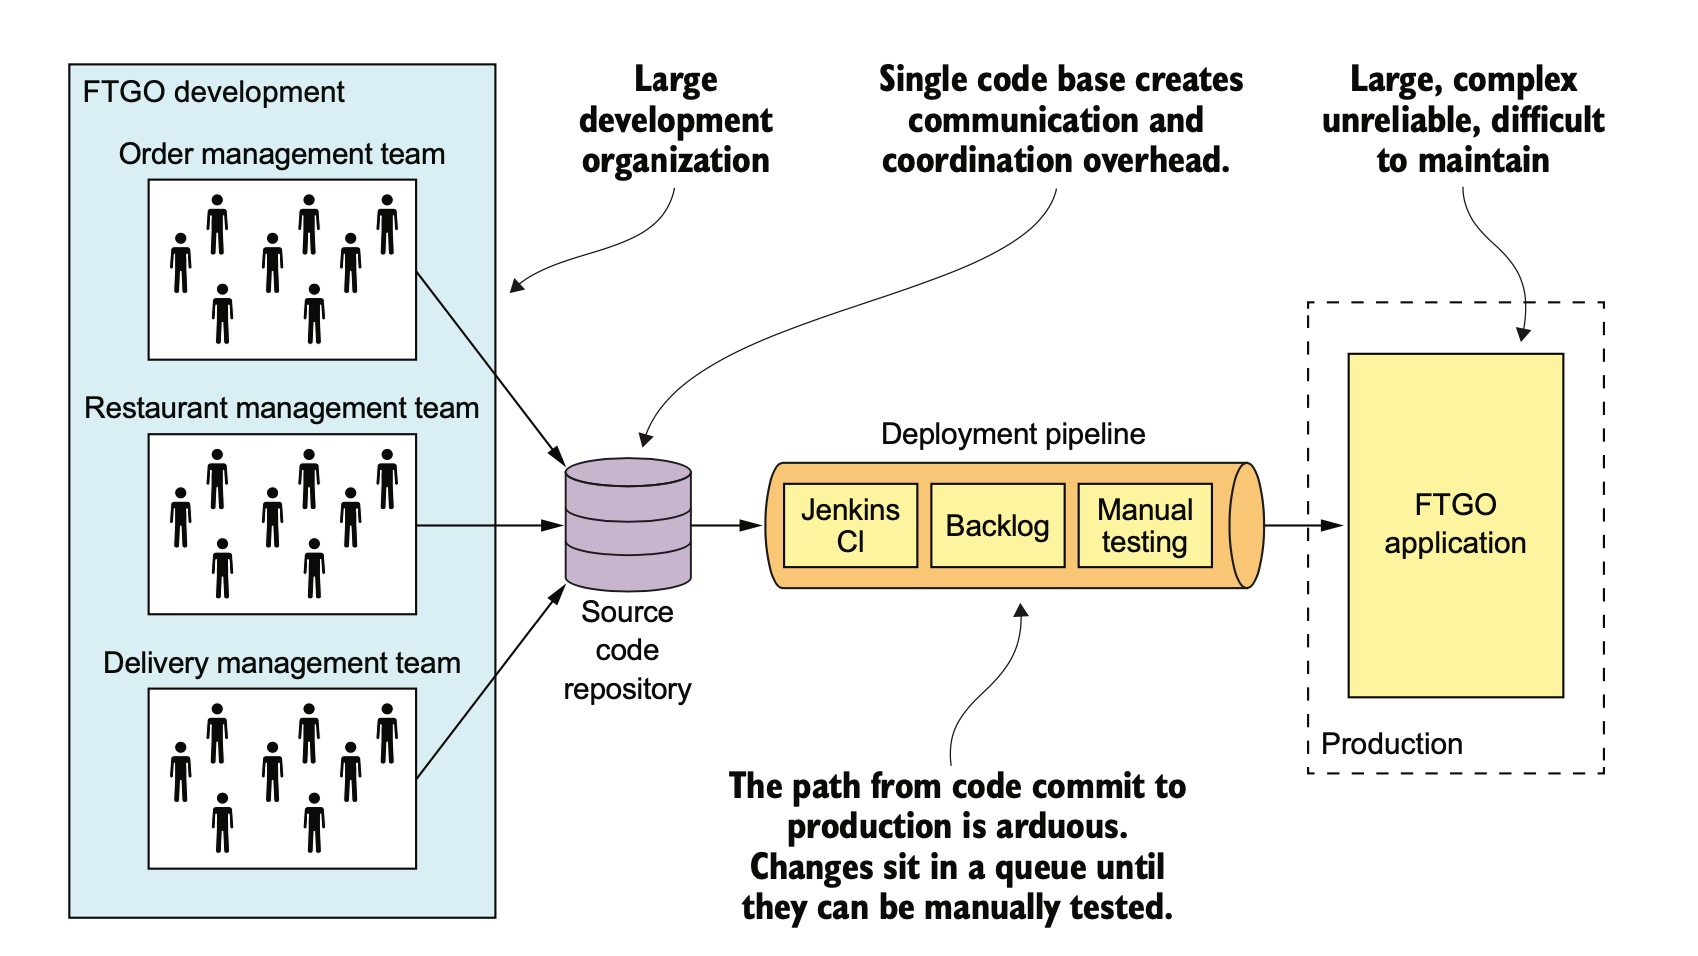 FTGO development
Order management team
Restaurant management team
Delivery management team
Large
development
organization
Single code base creates
communication and
coordination overhead.
Large, complex
unreliable, difficult
to maintain
Source
code
repository
Deployment pipeline
Jenkins
CI
Backlog
Manual
testing
The path from code commit to
production is arduous.
Changes sit in a queue until
they can be manually tested.
FTGO
application
Production